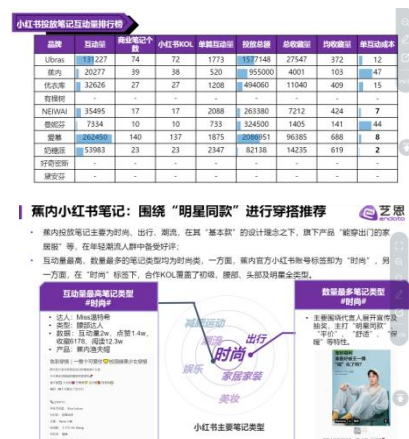 小红书投放笔记互动量排行榜
品牌 互动量 商业笔记个数 小红书KOL 单篇互动量 投放总额 总收藏量 均收藏量 单互动成本
Ubras 131227 74 72 1773 1577148 27547 372 12
蕉内 20277 39 38 520 955000 4001 103 47
优衣库 32626 27 27 1208 494060 11040 409 15
有棵树 - - - - - - - -
NEIWAI 35495 17 17 2088 263380 7212 424 7
曼妮芬 7334 10 10 733 324500 1405 141 44
爱慕 262450 140 137 1875 2086951 96385 688 8
奶糖派 53983 23 23 2347 82138 14235 619 2
好奇蜜斯 - - - - - - - -
黛安芬 - - - - - - - -
蕉内小红书笔记：围绕“明星同款”进行穿搭推荐
艺恩
endata
• 蕉内投放笔记主要为时尚、出行、潮流，在其“基本款”的设计理念之下，旗下产品“能穿出门的家
居服”等，在年轻潮流人群中备受好评；
• 互动量最高、数量最多的笔记类型均为时尚类，一方面，蕉内官方小红书账号标签即为“时尚”，另
一方面，在“时尚”标签下，合作KOL覆盖了初级、腰部、头部及明星全类型。
互动量最高笔记类型
#时尚#
• 达人：Miss温特希
• 类型：腰部达人
• 数据：互动量2w、点赞1.4w、
收藏6178、阅读12.3w
• 产品：蕉内渔夫帽
减肥运动
潮流
出行
时尚
娱乐
家居家装
美妆
小红书主要笔记类型
数量最多笔记类型
#时尚#
• 主要围绕代言人展开宣传及
抽奖，主打“明星同款”
、“平价”、“舒适”、“保
暖”等特性。